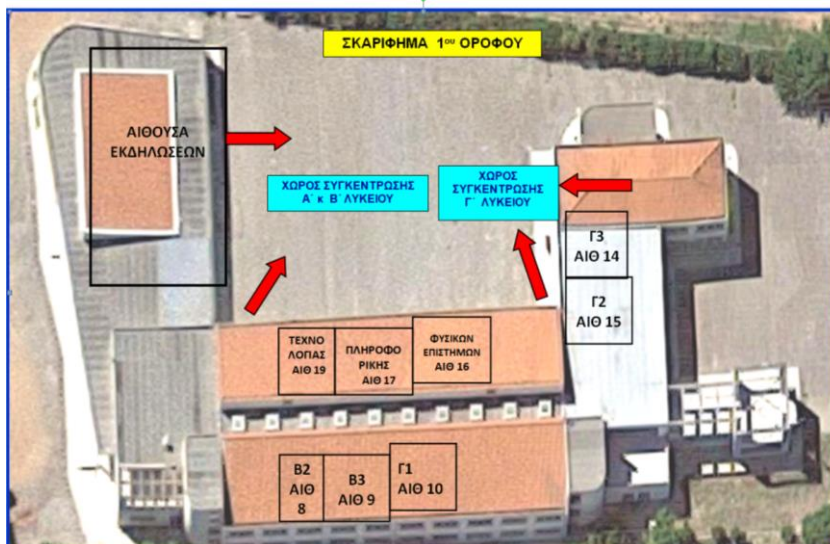 ΣΚΑΡΙΦΗΜΑ 1ου ΟΡΟΦΟΥ
ΑΙΘΟΥΣΑ
ΕΚΔΗΛΩΣΕΩΝ
ΧΩΡΟΣ ΣΥΓΚΕΝΤΡΩΣΗΣ
Α΄ κ Β΄ ΛΥΚΕΙΟΥ
ΧΩΡΟΣ
ΣΥΓΚΕΝΤΡΩΣΗΣ
Γ΄ ΛΥΚΕΙΟΥ
Γ3
ΑΙΘ 14
Γ2
ΑΙΘ 15
ΤΕΧΝΟ
ΛΟΠΑΣ
ΑΙΘ 19
ΠΛΗΡΟΦΟ
ΡΙΚΗΣ
ΑΙΘ 17
ΦΥΣΙΚΩΝ
ΕΠΙΣΤΗΜΩΝ
ΑΙΘ 16
Β2
ΑΙΘ
8
Β3
ΑΙΘ 9
Γ1
ΑΙΘ 10